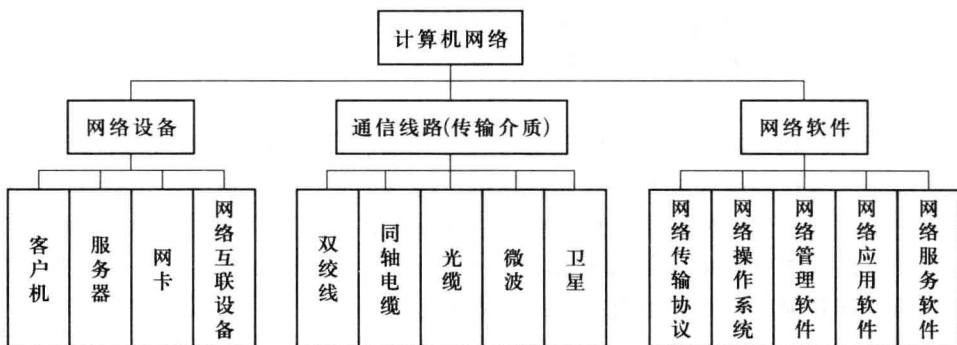 计算机网络
网络设备
通信线路(传输介质)
网络软件
客户机
服务器
网卡
网络互联设备
双绞线
同轴电缆
光缆
微波
卫星
网络传输协议
网络操作系统
网络管理软件
网络应用软件
网络服务软件